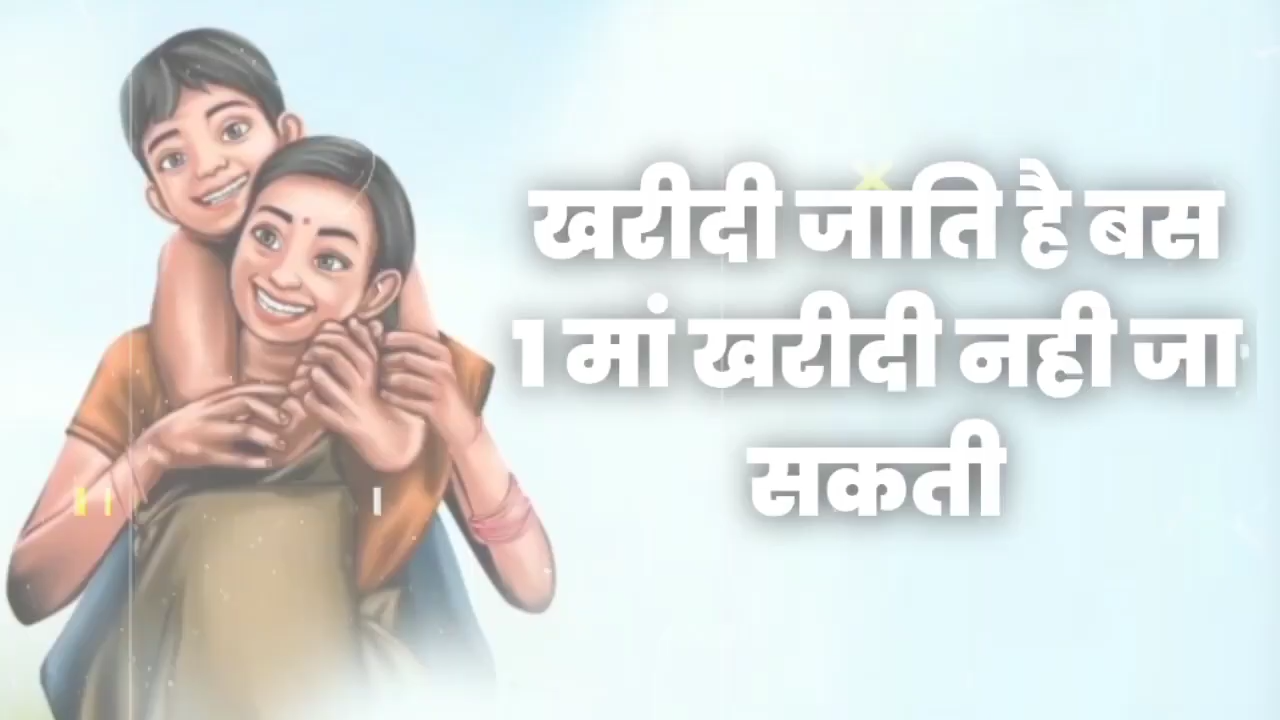 खरीदी जाति है बस
1 मां खरीदी नही जा
सकती